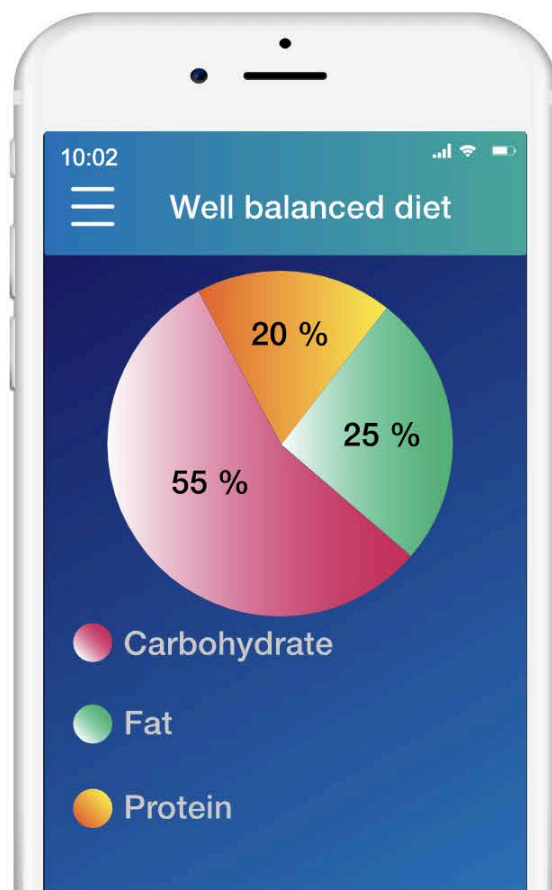 10:02
Well balanced diet
20 %
25 %
55 %
Carbohydrate
Fat
Protein